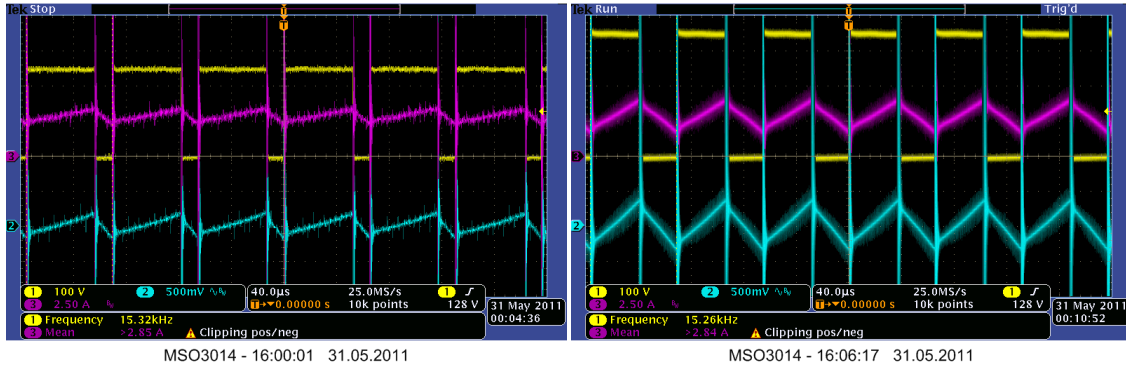 Tek Stop
T
T
3
2
1 100 V 2 500mV
3 2.50 A
40.0µs 25.0MS/s 1
T 0.00000 s 10k points 128 V
1 Frequency 15.32kHz
3 Mean >2.85 A Clipping pos/neg
31 May 2011
00:04:36
MSO3014 - 16:00:01 31.05.2011
Tek Run Trig'd
T
T
3
2
1 100 V 2 500mV
3 2.50 A
40.0µs 25.0MS/s 1
T 0.00000 s 10k points 128 V
1 Frequency 15.26kHz
3 Mean >2.84 A Clipping pos/neg
31 May 2011
00:10:52
MSO3014 - 16:06:17 31.05.2011